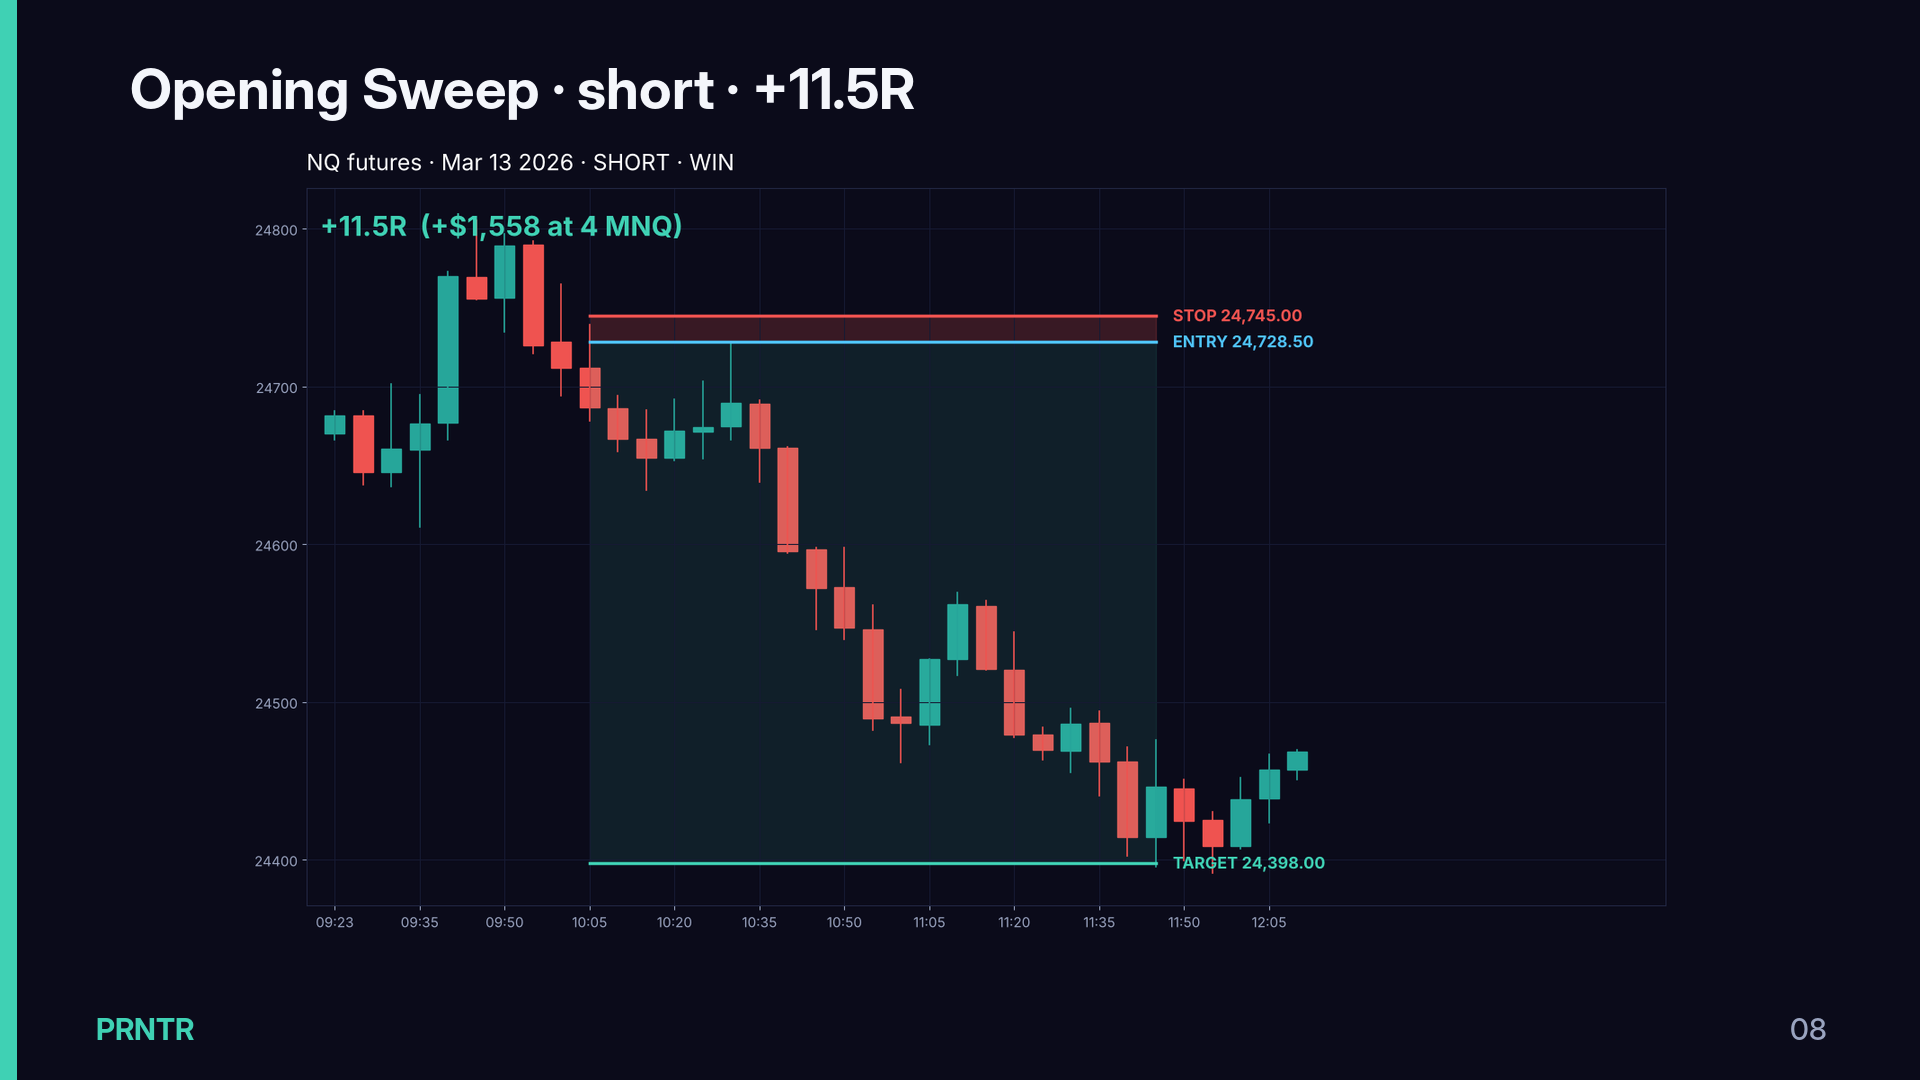 Opening Sweep · short · +11.5R
NQ futures · Mar 13 2026 · SHORT · WIN
+11.5R (+$1,558 at 4 MNQ)
24800
24700
24600
24500
24400
STOP 24,745.00
ENTRY 24,728.50
TARGET 24,398.00
09:23 09:35 09:50 10:05 10:20 10:35 10:50 11:05 11:20 11:35 11:50 12:05
PRNTR
08